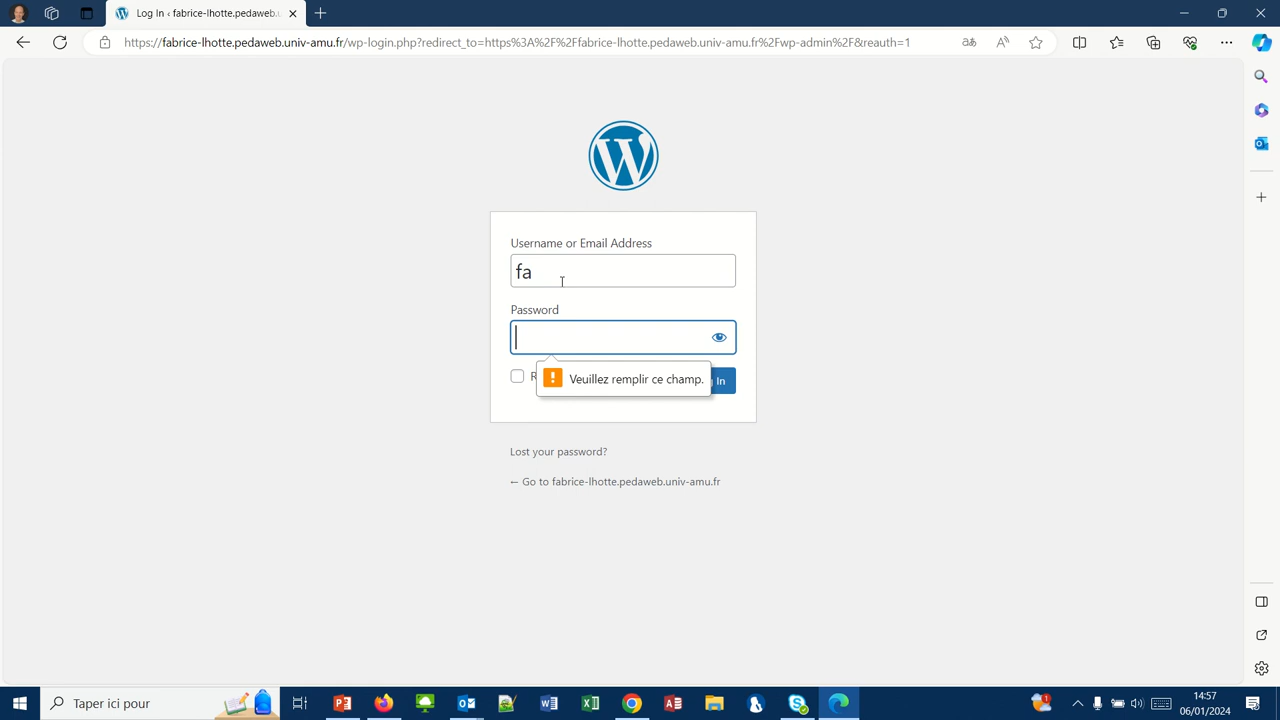 Log In ‹ fabrice-lhotte.pedaweb.u
https://fabrice-lhotte.pedaweb.univ-amu.fr/wp-login.php?redirect_to=https%3A%2F%2Ffabrice-lhotte.pedaweb.univ-amu.fr%2Fwp-admin%2F&reauth=1
Username or Email Address
fa
Password
R
Veuillez remplir ce champ.
In
Lost your password?
← Go to fabrice-lhotte.pedaweb.univ-amu.fr
Taper ici pour
14:57
06/01/2024